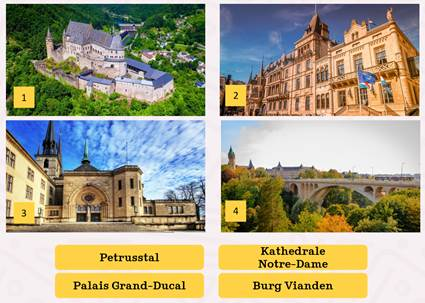 1
2
3
4
Petrusstal
Kathedrale
Notre-Dame
Palais Grand-Ducal
Burg Vianden